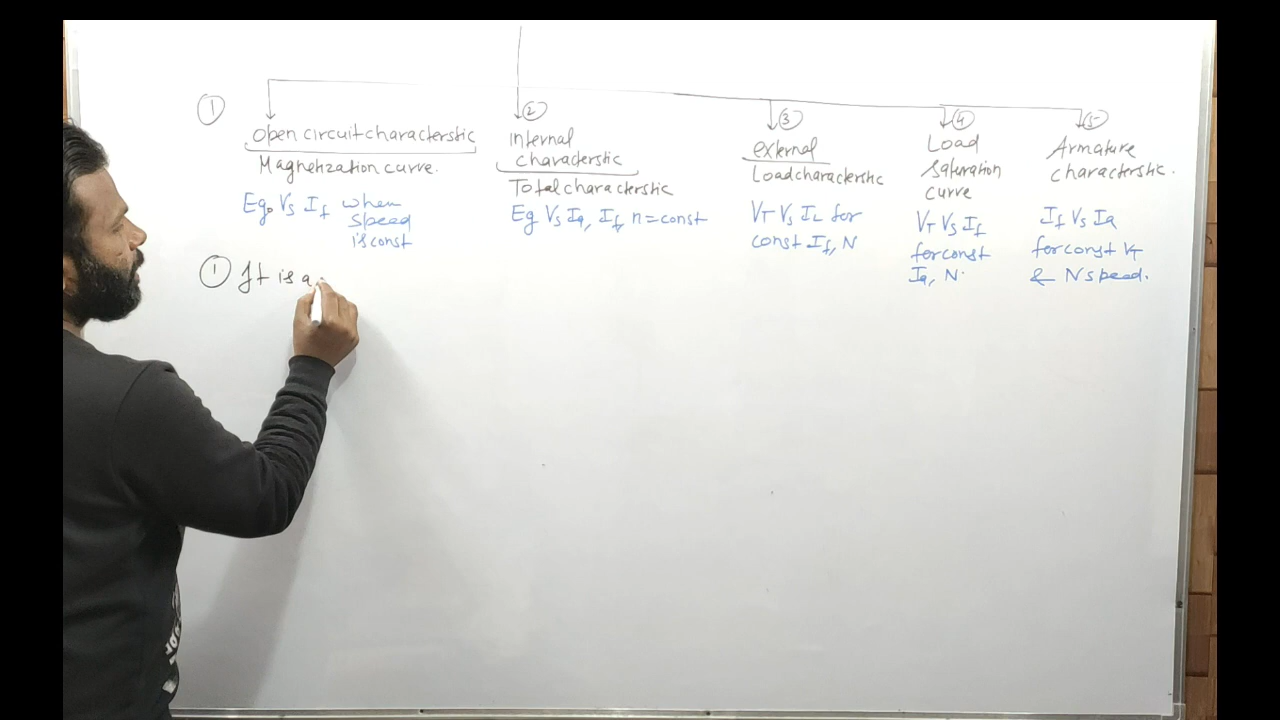 ①
open circuit characterstic
Magnetization curve.
Eg. Vs If when
speed
is const
②
internal
characterstic
Total characterstic
Eg Vs Ia, If, n = const
③
external
Load characterstic
VT Vs IL for
const If, N
④
Load
saturation
curve
VT Vs If
for const
Ia, N.
5
Armature
characterstic.
If Vs Ia
for const VT
& N speed.
① It is a